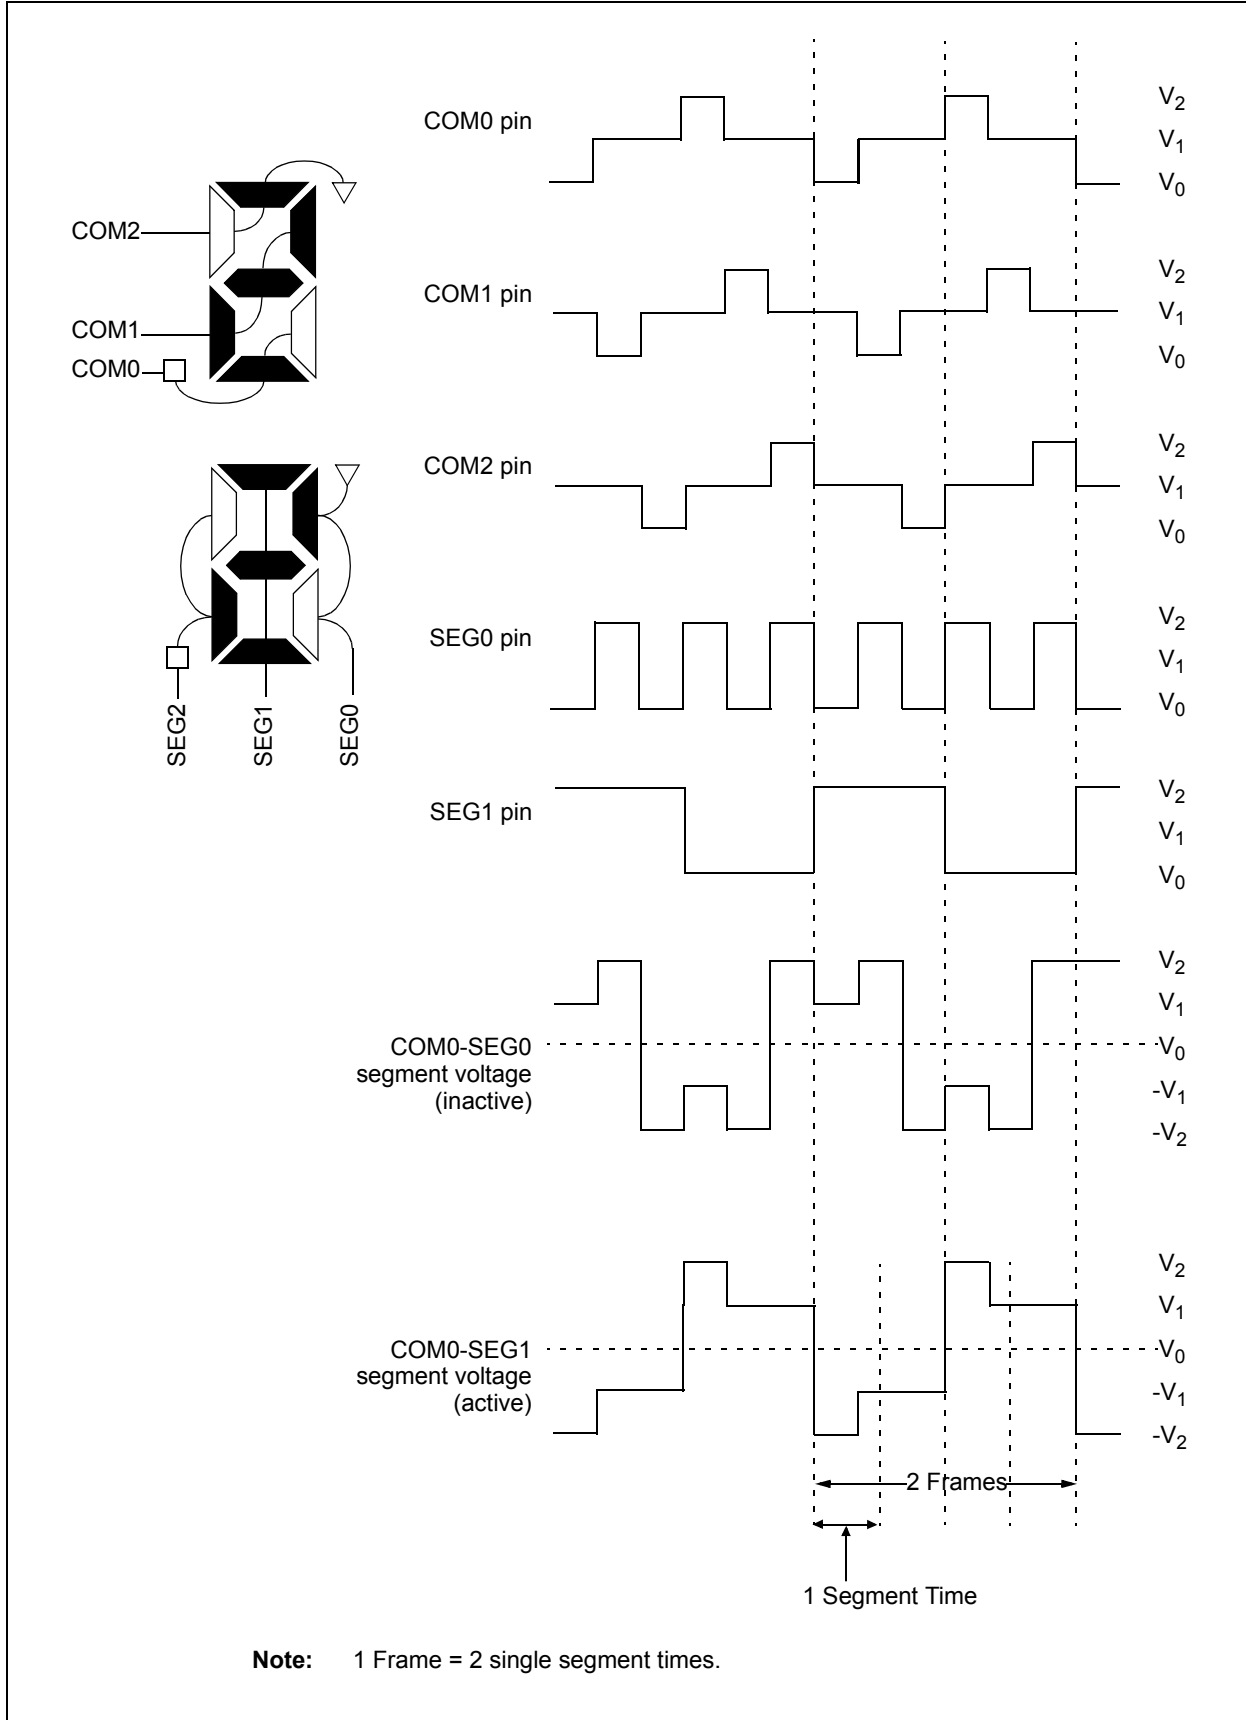 COM0 pin
V2
V1
V0
COM2
COM1
COM0
COM1 pin
V2
V1
V0
COM2 pin
V2
V1
V0
SEG2
SEG1
SEG0
SEG0 pin
V2
V1
V0
SEG1 pin
V2
V1
V0
COM0-SEG0
segment voltage
(inactive)
V2
V1
V0
-V1
-V2
COM0-SEG1
segment voltage
(active)
V2
V1
V0
-V1
-V2
2 Frames
1 Segment Time
Note: 1 Frame = 2 single segment times.